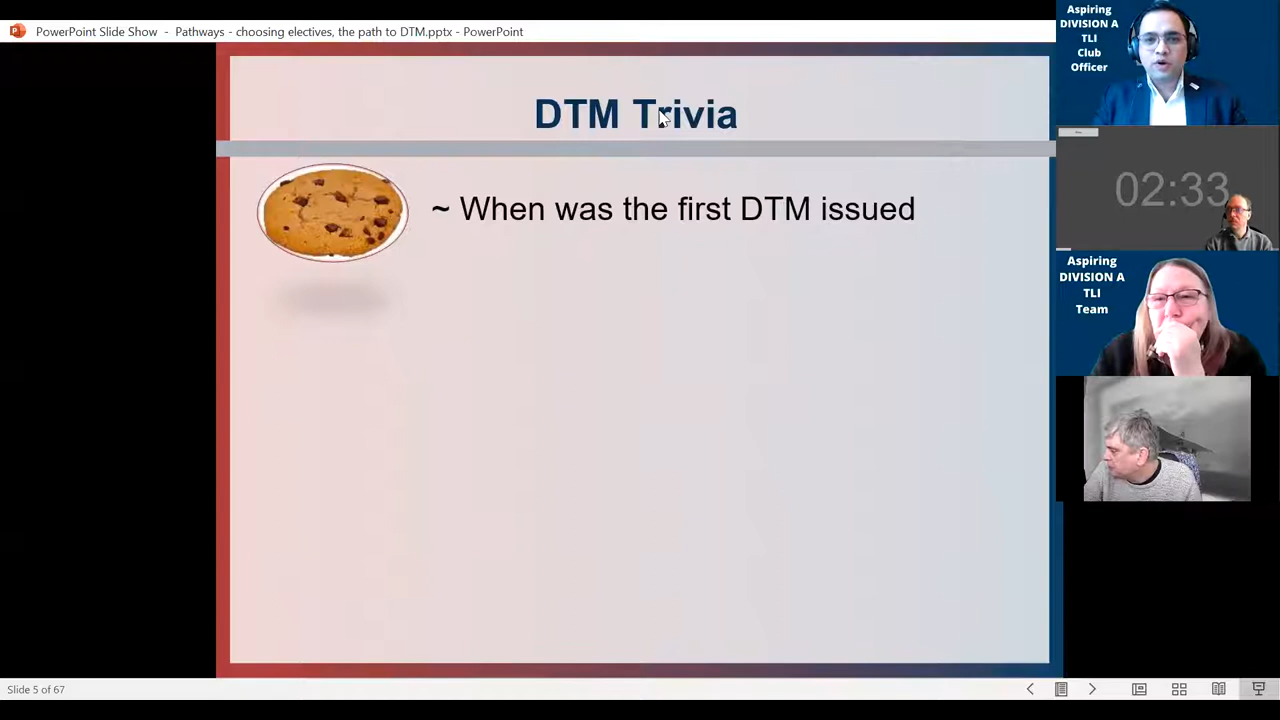 PowerPoint Slide Show - Pathways - choosing electives, the path to DTM.pptx - PowerPoint
DTM Trivia
~ When was the first DTM issued
Slide 5 of 67
Aspiring
DIVISION A
TLI
Club
Officer
02:33
Aspiring
DIVISION A
TLI
Team